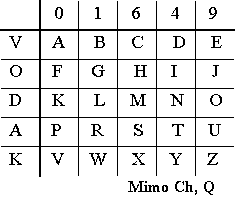 0 1 6 4 9
V A B C D E
O F G H I J
D K L M N O
A P R S T U
K V W X Y Z
Mimo Ch, Q